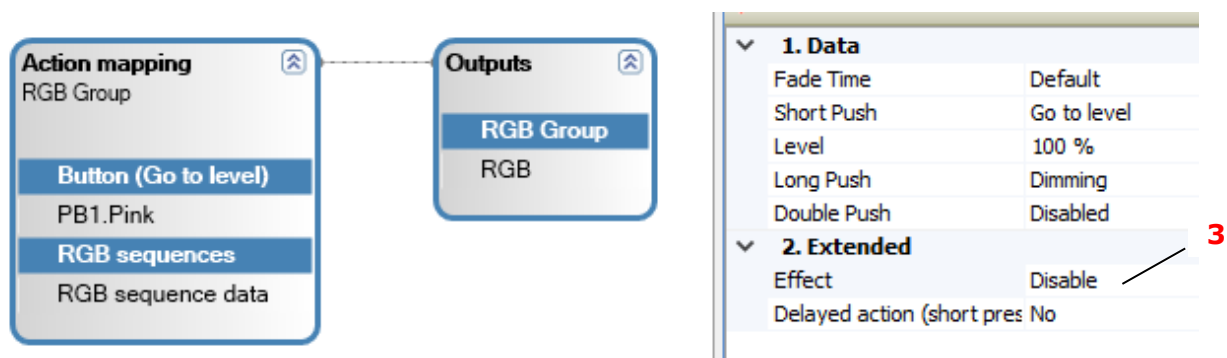 Action mapping
RGB Group
Button (Go to level)
PB1.Pink
RGB sequences
RGB sequence data
Outputs
RGB Group
RGB
1. Data
Fade Time Default
Short Push Go to level
Level 100 %
Long Push Dimming
Double Push Disabled
2. Extended
Effect Disable
Delayed action (short pres No
3